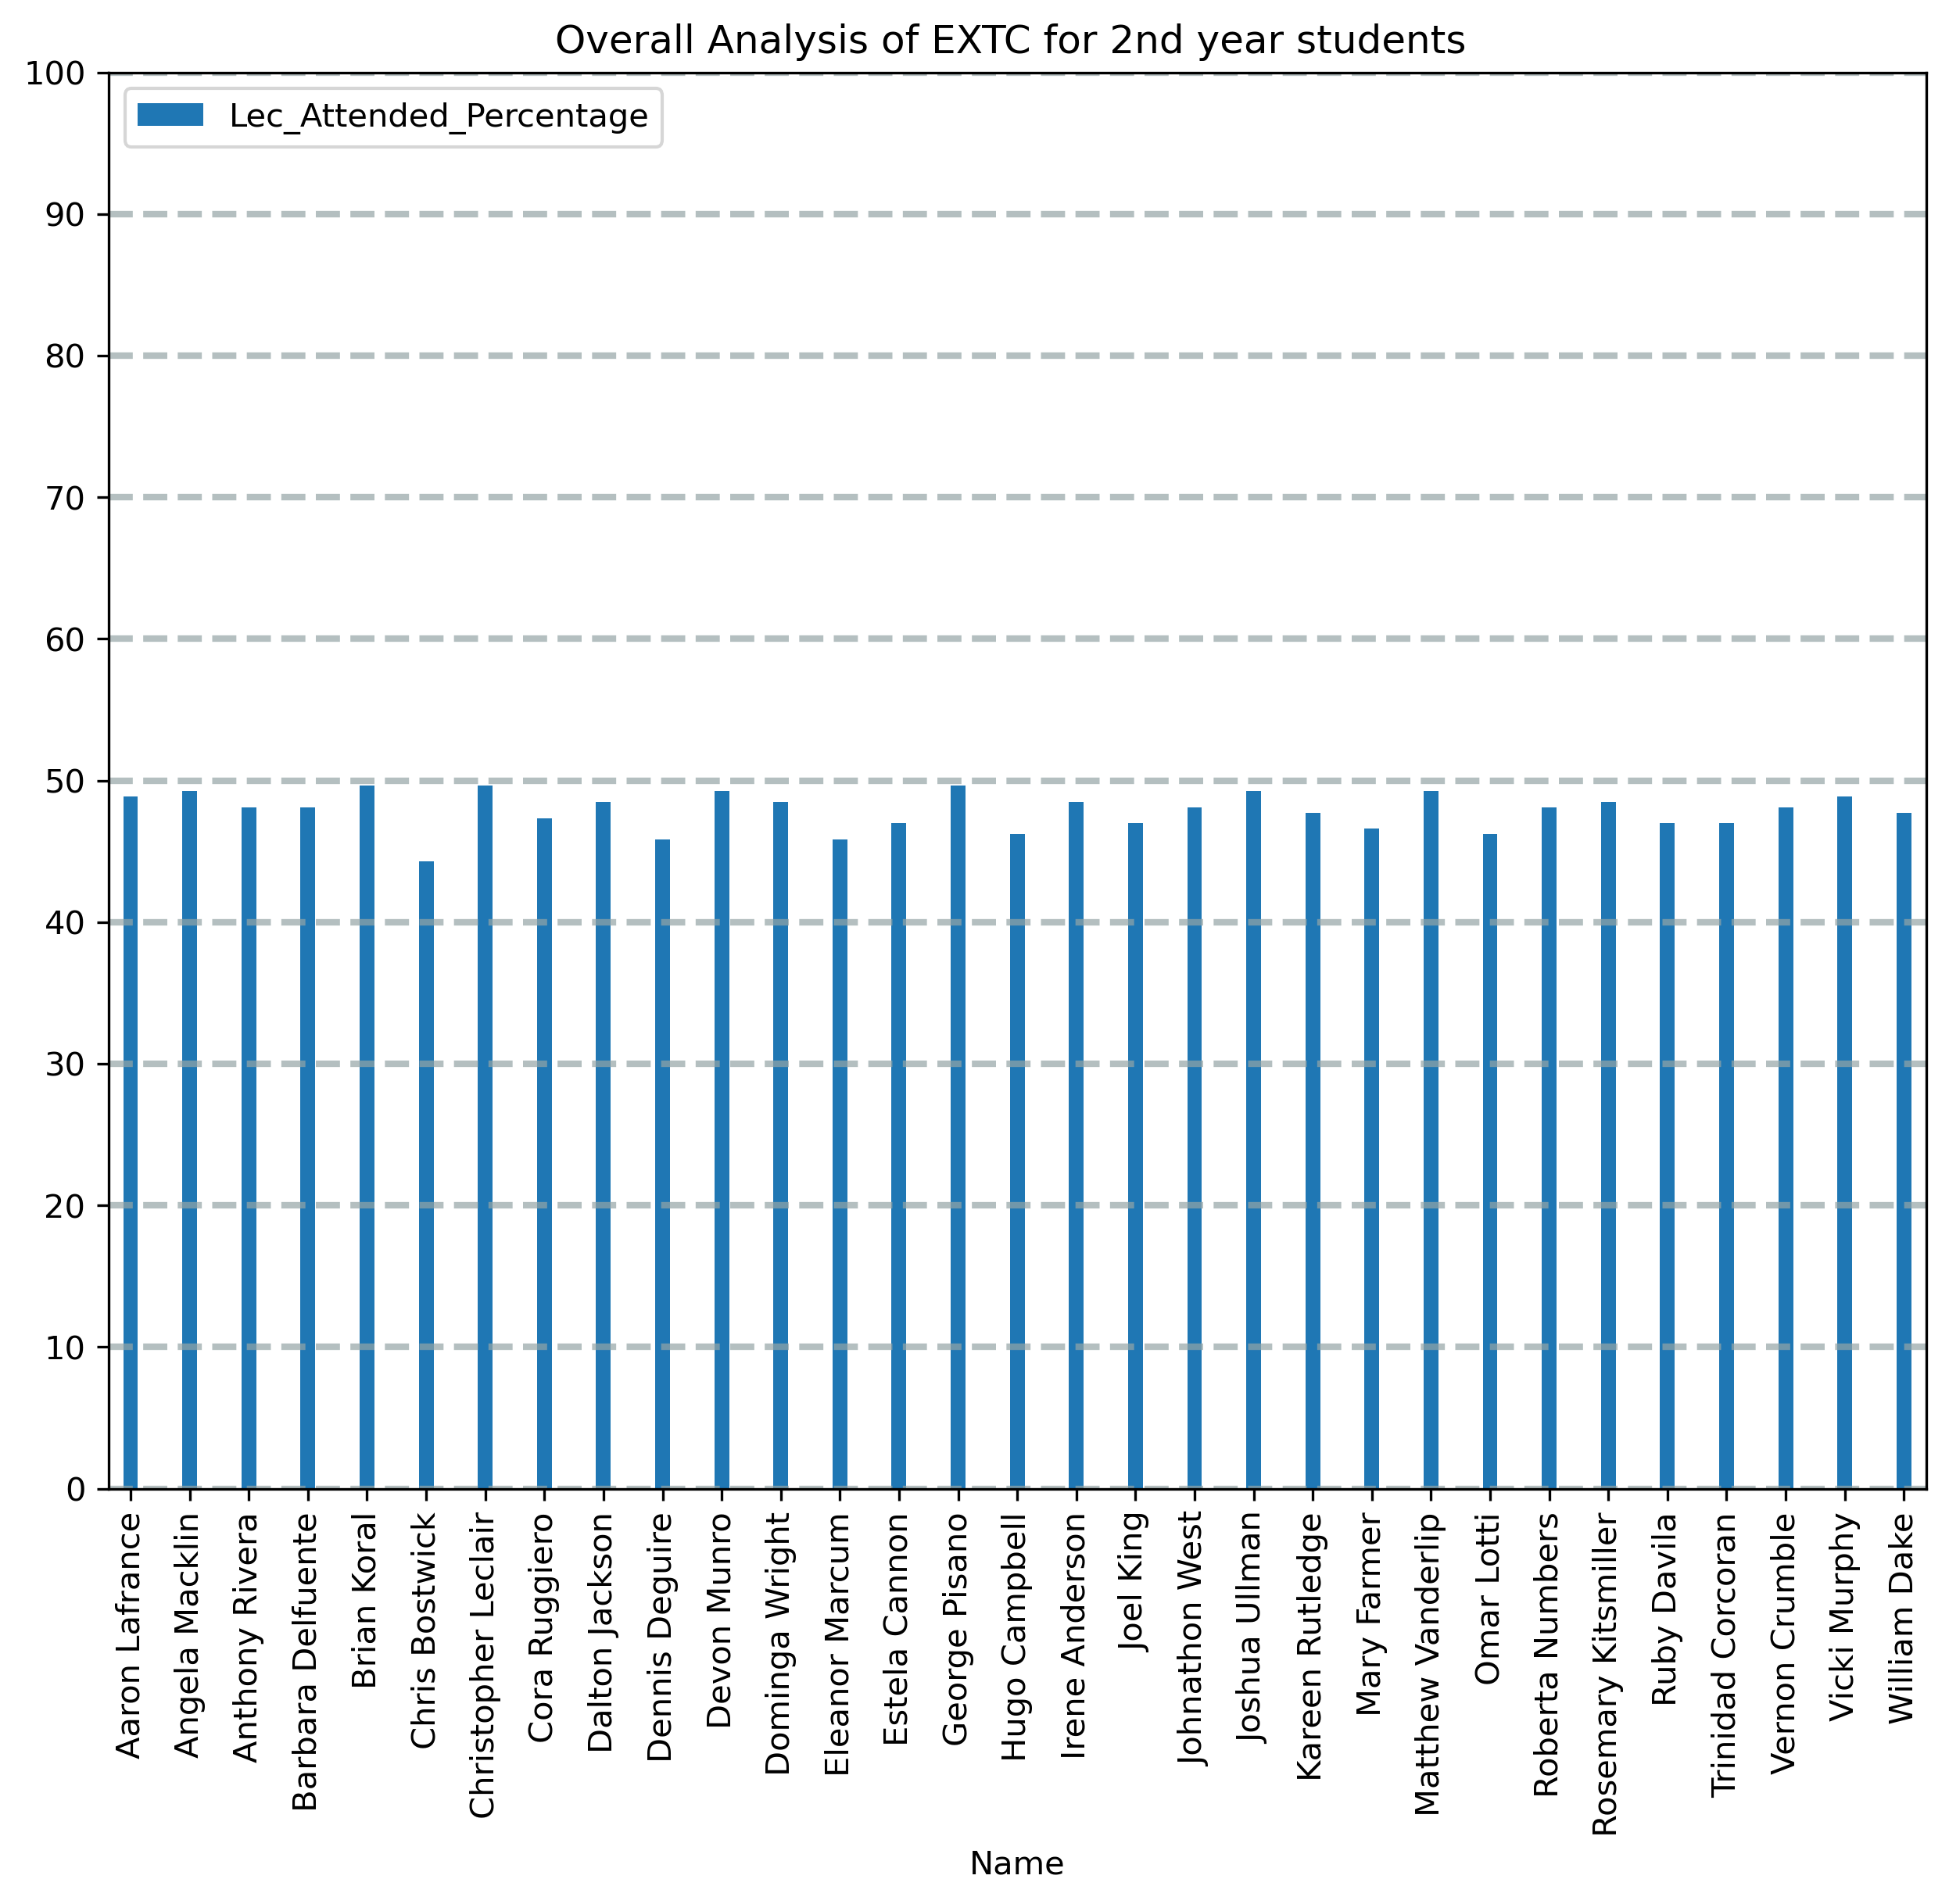 Overall Analysis of EXTC for 2nd year students
Lec_Attended_Percentage
100
90
80
70
60
50
40
30
20
10
0
Aaron Lafrance
Angela Macklin
Anthony Rivera
Barbara Delfuente
Brian Koral
Chris Bostwick
Christopher Leclair
Cora Ruggiero
Dalton Jackson
Dennis Deguire
Devon Munro
Dominga Wright
Eleanor Marcum
Estela Cannon
George Pisano
Hugo Campbell
Irene Anderson
Joel King
Johnathon West
Joshua Ullman
Kareen Rutledge
Mary Farmer
Matthew Vanderlip
Omar Lotti
Roberta Numbers
Rosemary Kitsmiller
Ruby Davila
Trinidad Corcoran
Vernon Crumble
Vicki Murphy
William Dake
Name